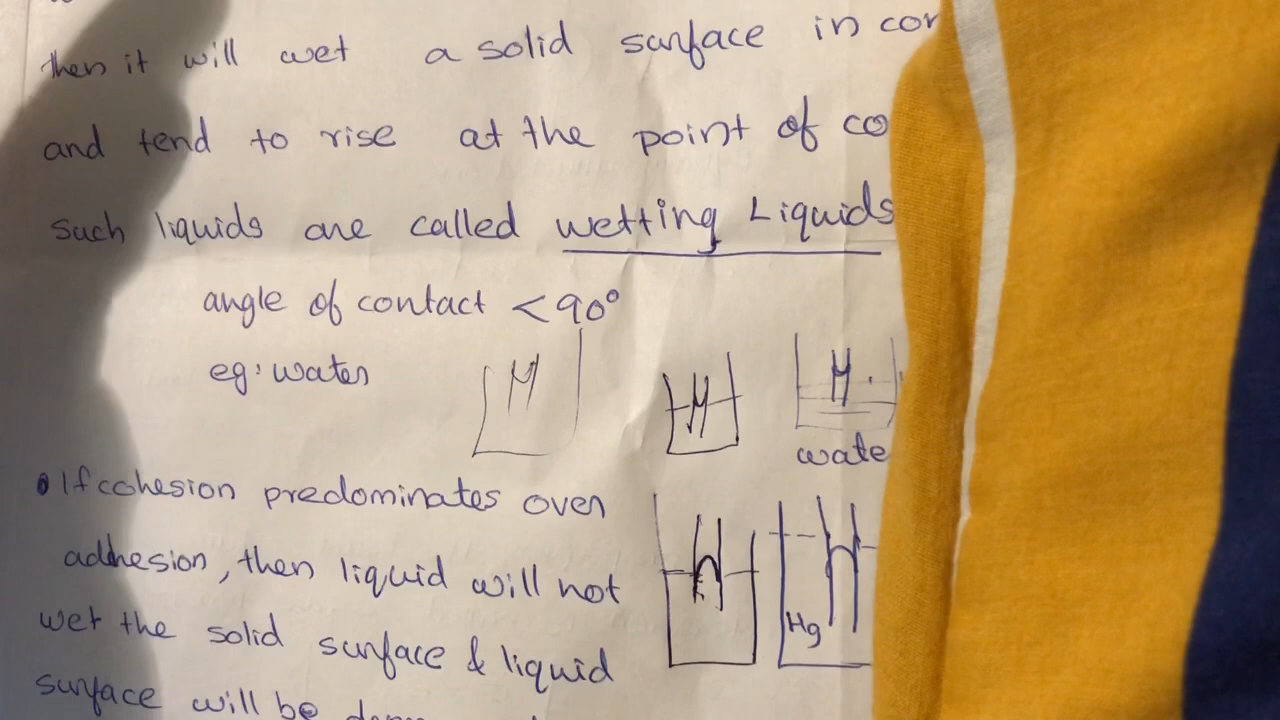 then it will wet a solid surface in con
and tend to rise at the point of co
such liquids are called wetting Liquids
angle of contact < 90°
eg: water
wate
• If cohesion predominates over
adhesion, then liquid will not
wet the solid surface & liquid
Hg
surface will be